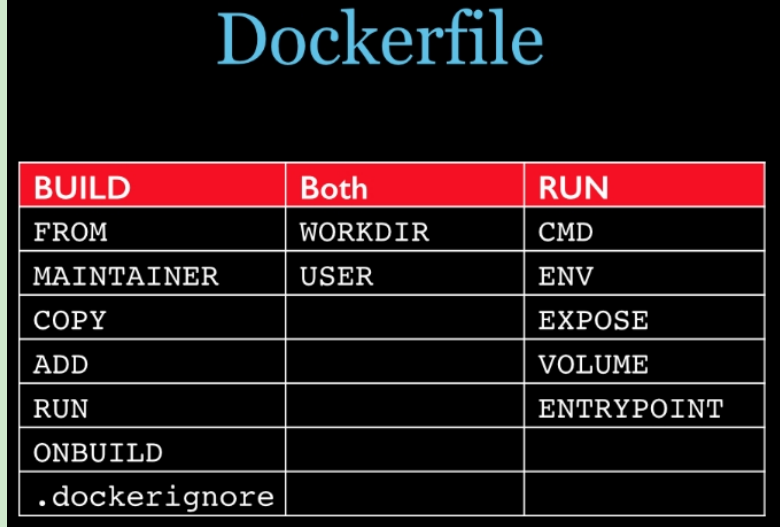 Dockerfile
BUILD Both RUN
FROM WORKDIR CMD
MAINTAINER USER ENV
COPY EXPOSE
ADD VOLUME
RUN ENTRYPOINT
ONBUILD
.dockerignore